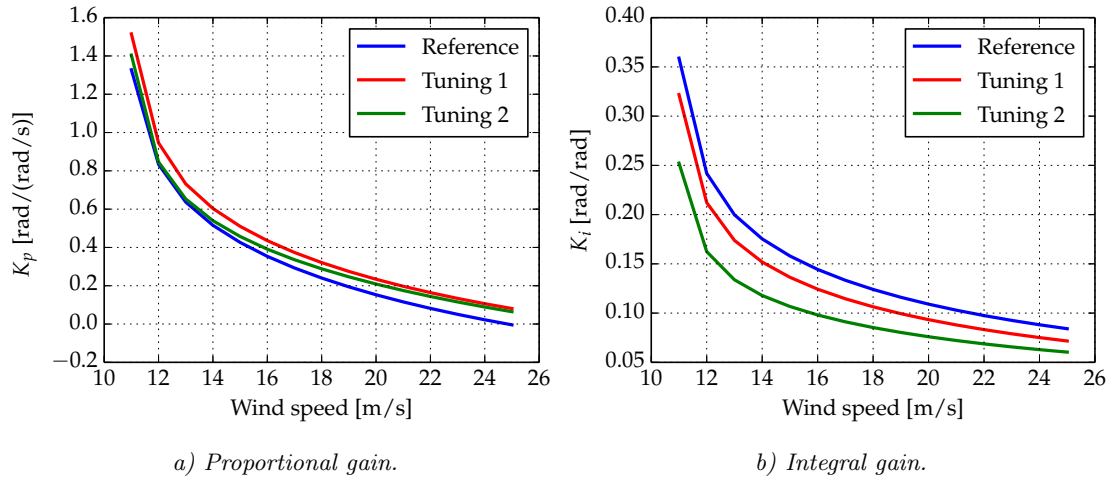 1.6
1.4
1.2
1.0
0.8
0.6
0.4
0.2
0.0
−0.2
K_p [rad/(rad/s)]
10 12 14 16 18 20 22 24 26
Wind speed [m/s]
Reference
Tuning 1
Tuning 2
a) Proportional gain.
0.40
0.35
0.30
0.25
0.20
0.15
0.10
0.05
K_i [rad/rad]
10 12 14 16 18 20 22 24 26
Wind speed [m/s]
Reference
Tuning 1
Tuning 2
b) Integral gain.